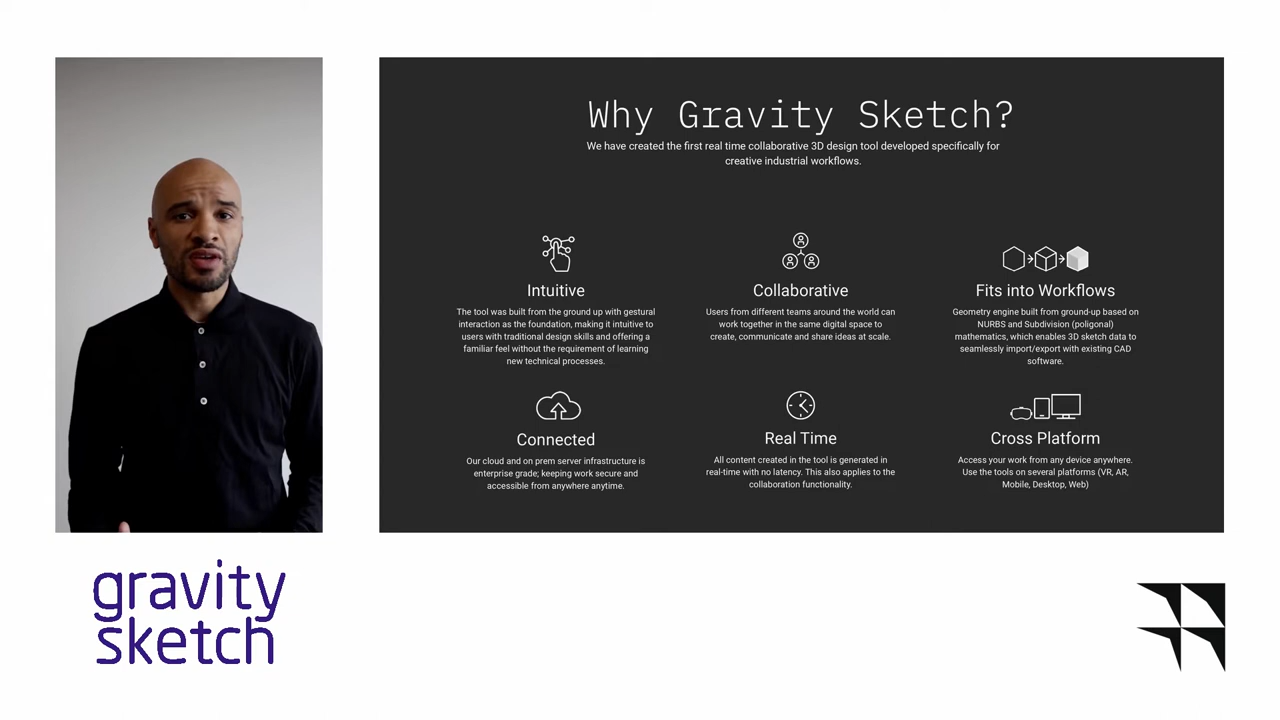 Why Gravity Sketch?
We have created the first real time collaborative 3D design tool developed specifically for
creative industrial workflows.
Intuitive
The tool was built from the ground up with gestural
interaction as the foundation, making it intuitive to
users with traditional design skills and offering a
familiar feel without the requirement of learning
new technical processes.
Collaborative
Users from different teams around the world can
work together in the same digital space to
create, communicate and share ideas at scale.
Fits into Workflows
Geometry engine built from ground-up based on
NURBS and Subdivision (poligonal)
mathematics, which enables 3D sketch data to
seamlessly import/export with existing CAD
software.
Connected
Our cloud and on prem server infrastructure is
enterprise grade; keeping work secure and
accessible from anywhere anytime.
Real Time
All content created in the tool is generated in
real-time with no latency. This also applies to the
collaboration functionality.
Cross Platform
Access your work from any device anywhere.
Use the tools on several platforms (VR, AR,
Mobile, Desktop, Web)
gravity
sketch